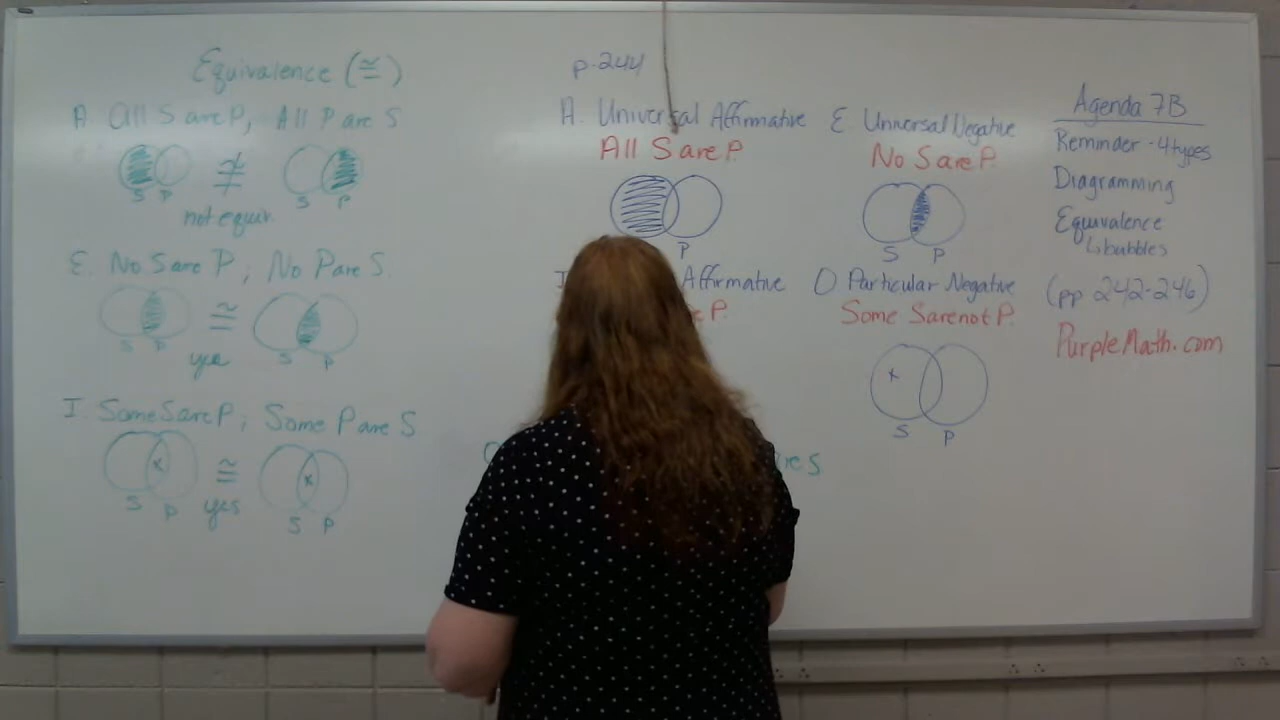 Equivalence (≅)
A All S are P, All P are S
≇
S P
S P
not equiv.
E. No S are P, No P are S.
≅
S P
S P
yes
I. Some S are P; Some P are S
≅
S P
S P
yes
p. 244
A. Universal Affirmative
All S are P.
P
I
Affirmative
P.
E Universal Negative
No S are P.
S P
O Particular Negative
Some S are not P.
x
S P
are S
Agenda 7B
Reminder - 4 types
Diagramming
Equivalence
↳ bubbles
(pp 242-246)
PurpleMath.com